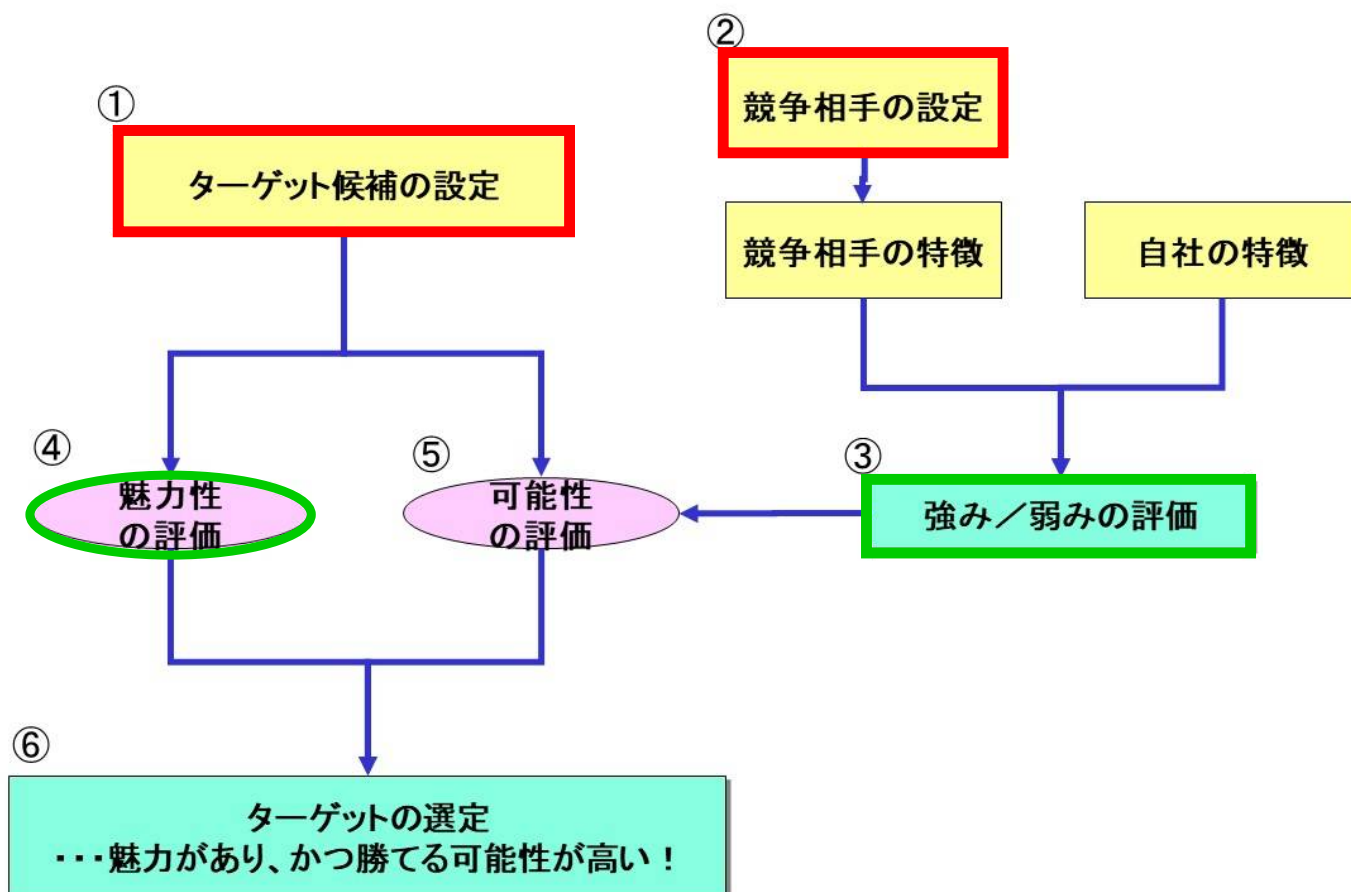 ①
ターゲット候補の設定
②
競争相手の設定
競争相手の特徴
自社の特徴
③
強み／弱みの評価
④
魅力性
の評価
⑤
可能性
の評価
⑥
ターゲットの選定
・・・魅力があり、かつ勝てる可能性が高い！